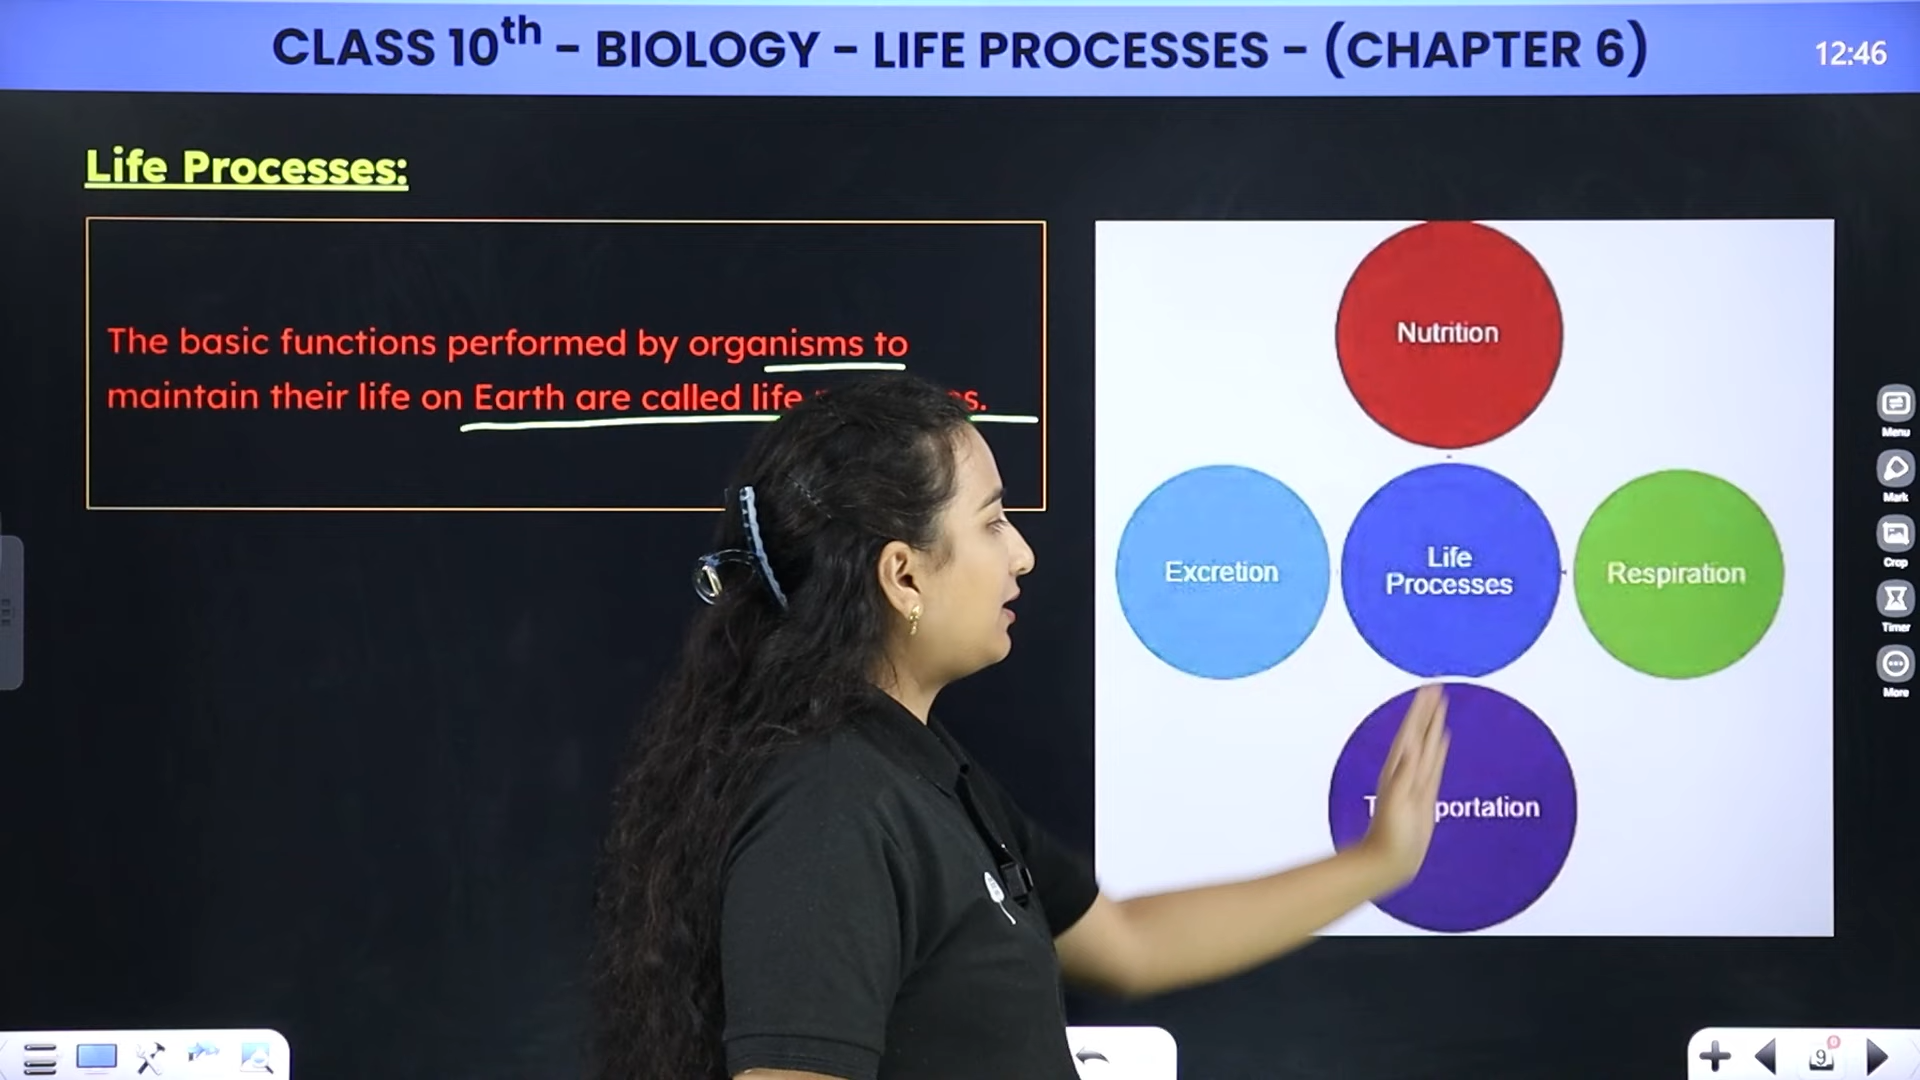 CLASS 10th - BIOLOGY - LIFE PROCESSES - (CHAPTER 6)
12:46
Life Processes:
The basic functions performed by organisms to
maintain their life on Earth are called life
Nutrition
Excretion
Life
Processes
Respiration
Menu
Mark
Crop
Timer
More
9